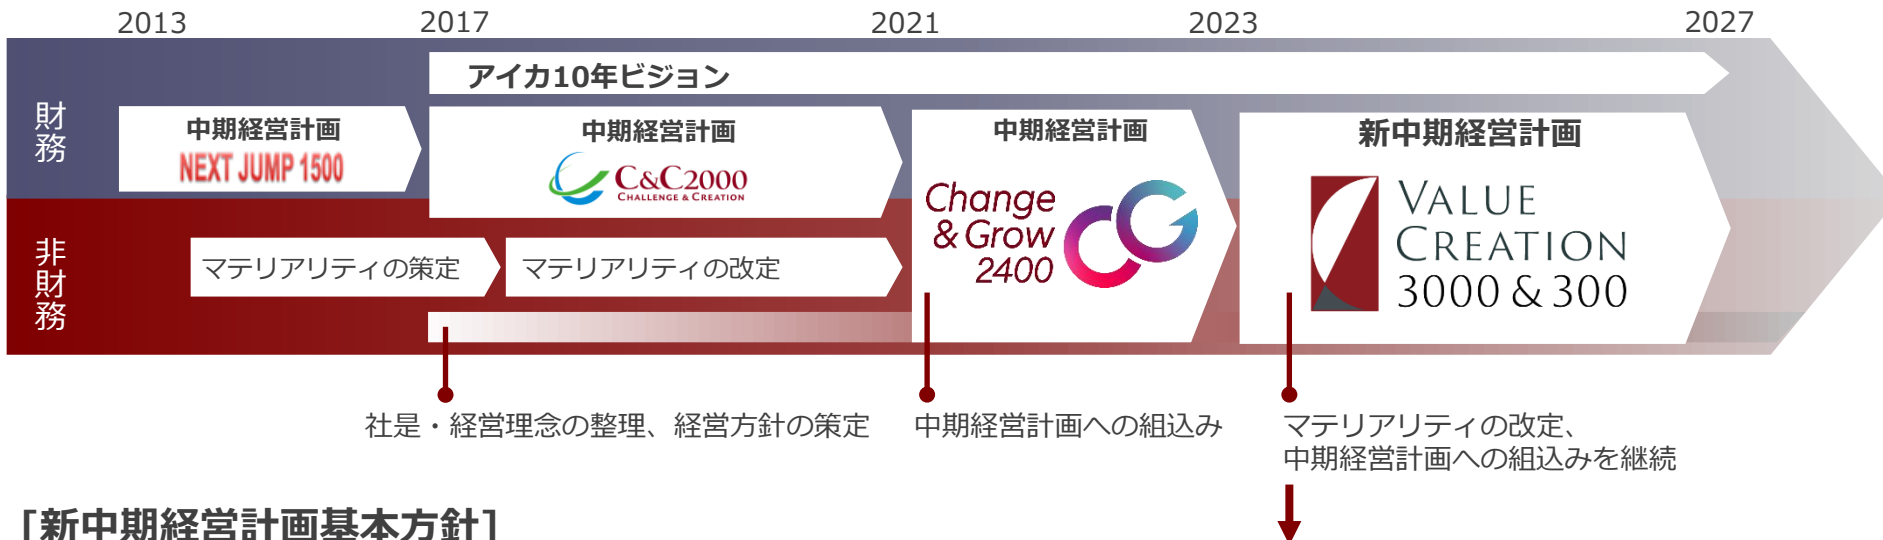 2013
2017
2021
2023
2027
アイカ10年ビジョン
財務
中期経営計画
NEXT JUMP 1500
中期経営計画
C&C2000
CHALLENGE & CREATION
中期経営計画
Change
& Grow
2400
新中期経営計画
VALUE
CREATION
3000 & 300
非財務
マテリアリティの策定
マテリアリティの改定
社是・経営理念の整理、経営方針の策定
中期経営計画への組込み
マテリアリティの改定、
中期経営計画への組込みを継続
[新中期経営計画基本方針]